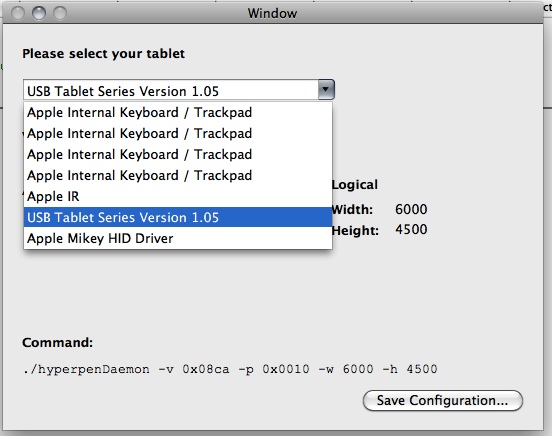 Window
Please select your tablet
USB Tablet Series Version 1.05
Apple Internal Keyboard / Trackpad
Apple Internal Keyboard / Trackpad
Apple Internal Keyboard / Trackpad
Apple Internal Keyboard / Trackpad
Apple IR
USB Tablet Series Version 1.05
Apple Mikey HID Driver
Logical
Width: 6000
Height: 4500
Command:
./hyperpenDaemon -v 0x08ca -p 0x0010 -w 6000 -h 4500
Save Configuration...